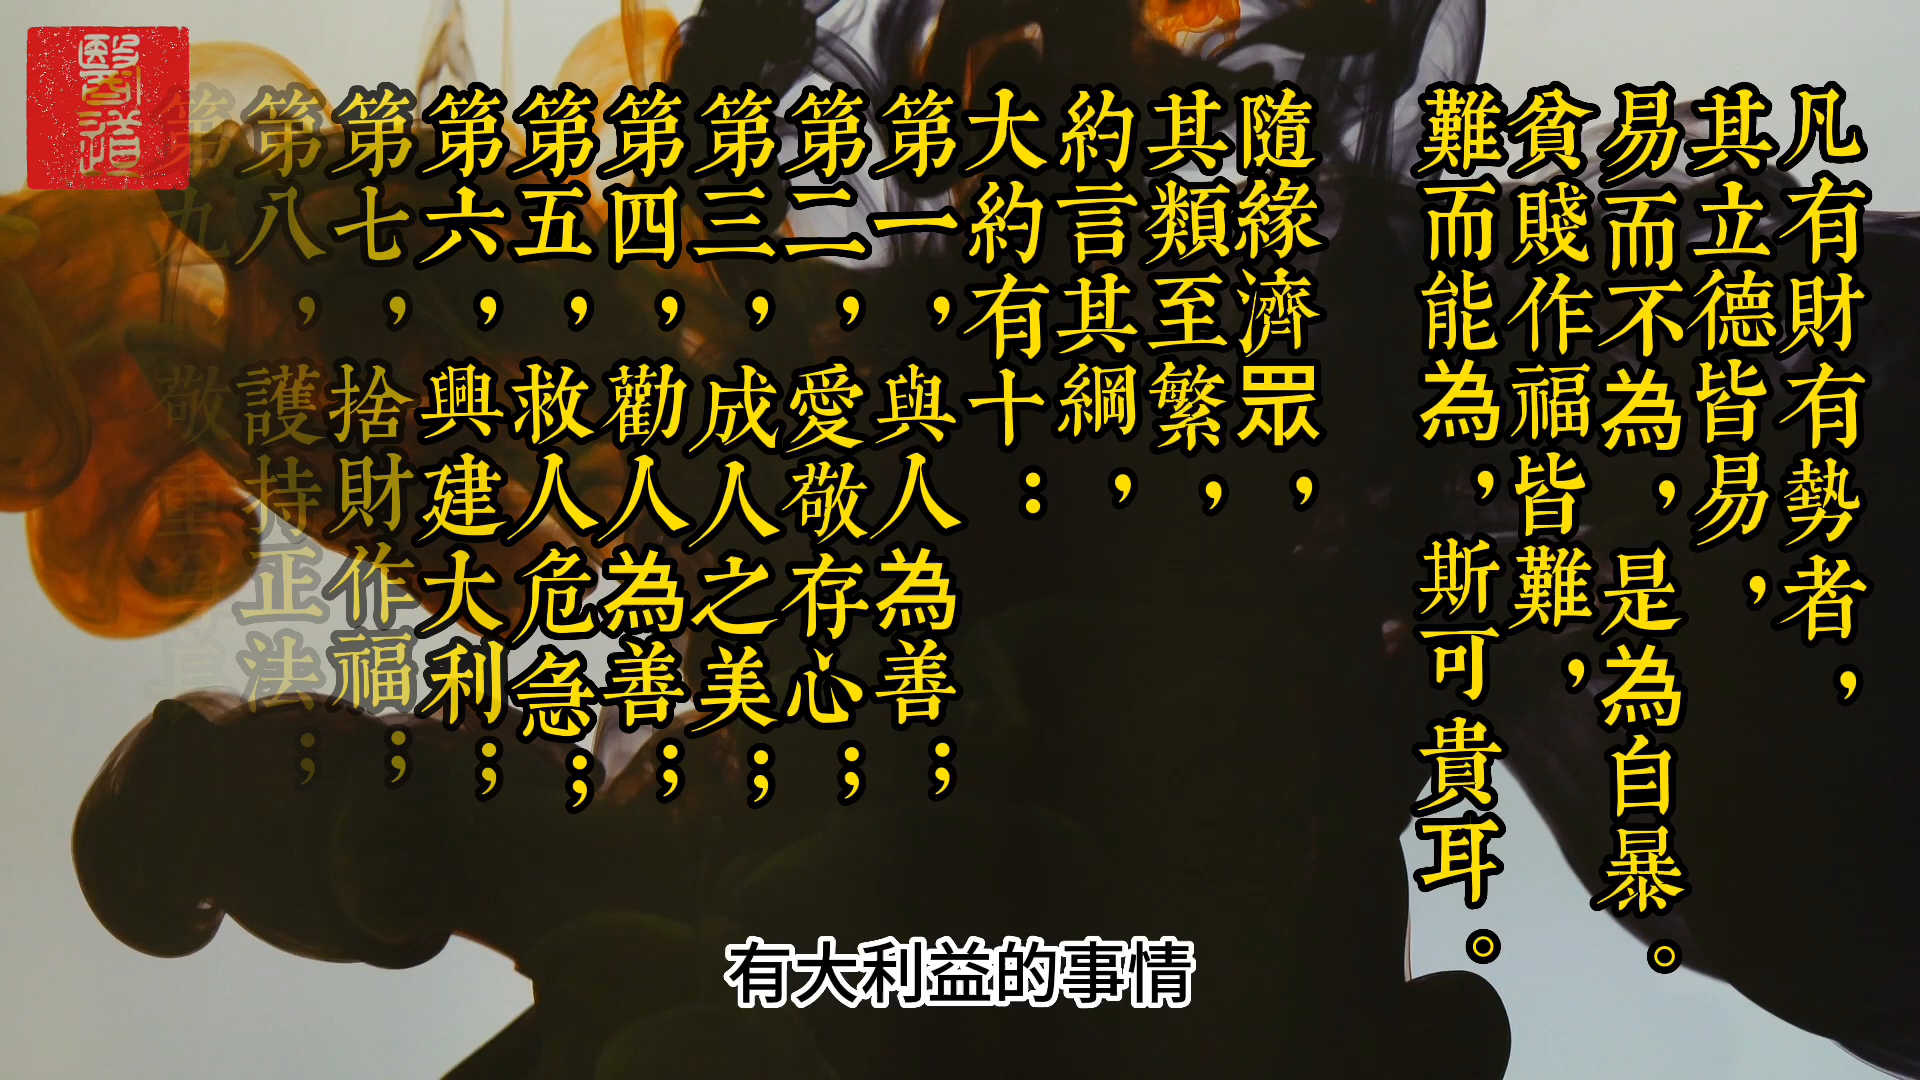 凡有財有勢者，
其立德皆易，
易而不為，是為自暴。
貧賤作福皆難，
難而能為，斯可貴耳。
隨緣濟眾，
其類至繁，
約言其綱，
大約有十：
第一，與人為善；
第二，愛敬存心；
第三，成人之美；
第四，勸人為善；
第五，救人危急；
第六，興建大利；
第七，捨財作福；
第八，護持正法；
第九，敬重
醫道
有大利益的事情